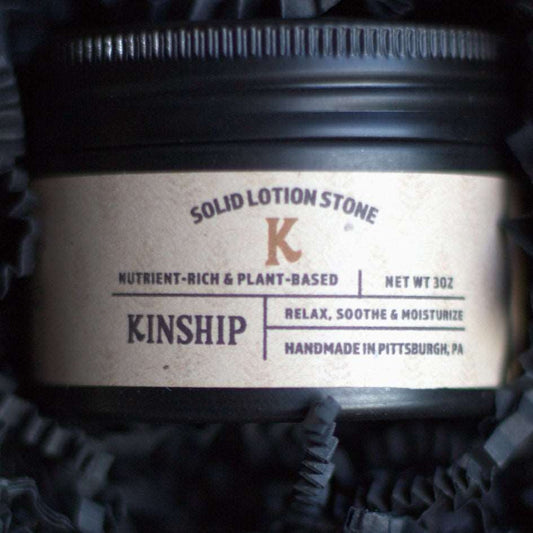 SOLID LOTION STONE
K
NUTRIENT-RICH & PLANT-BASED
NET WT 3OZ
KINSHIP
RELAX, SOOTHE & MOISTURIZE
HANDMADE IN PITTSBURGH, PA